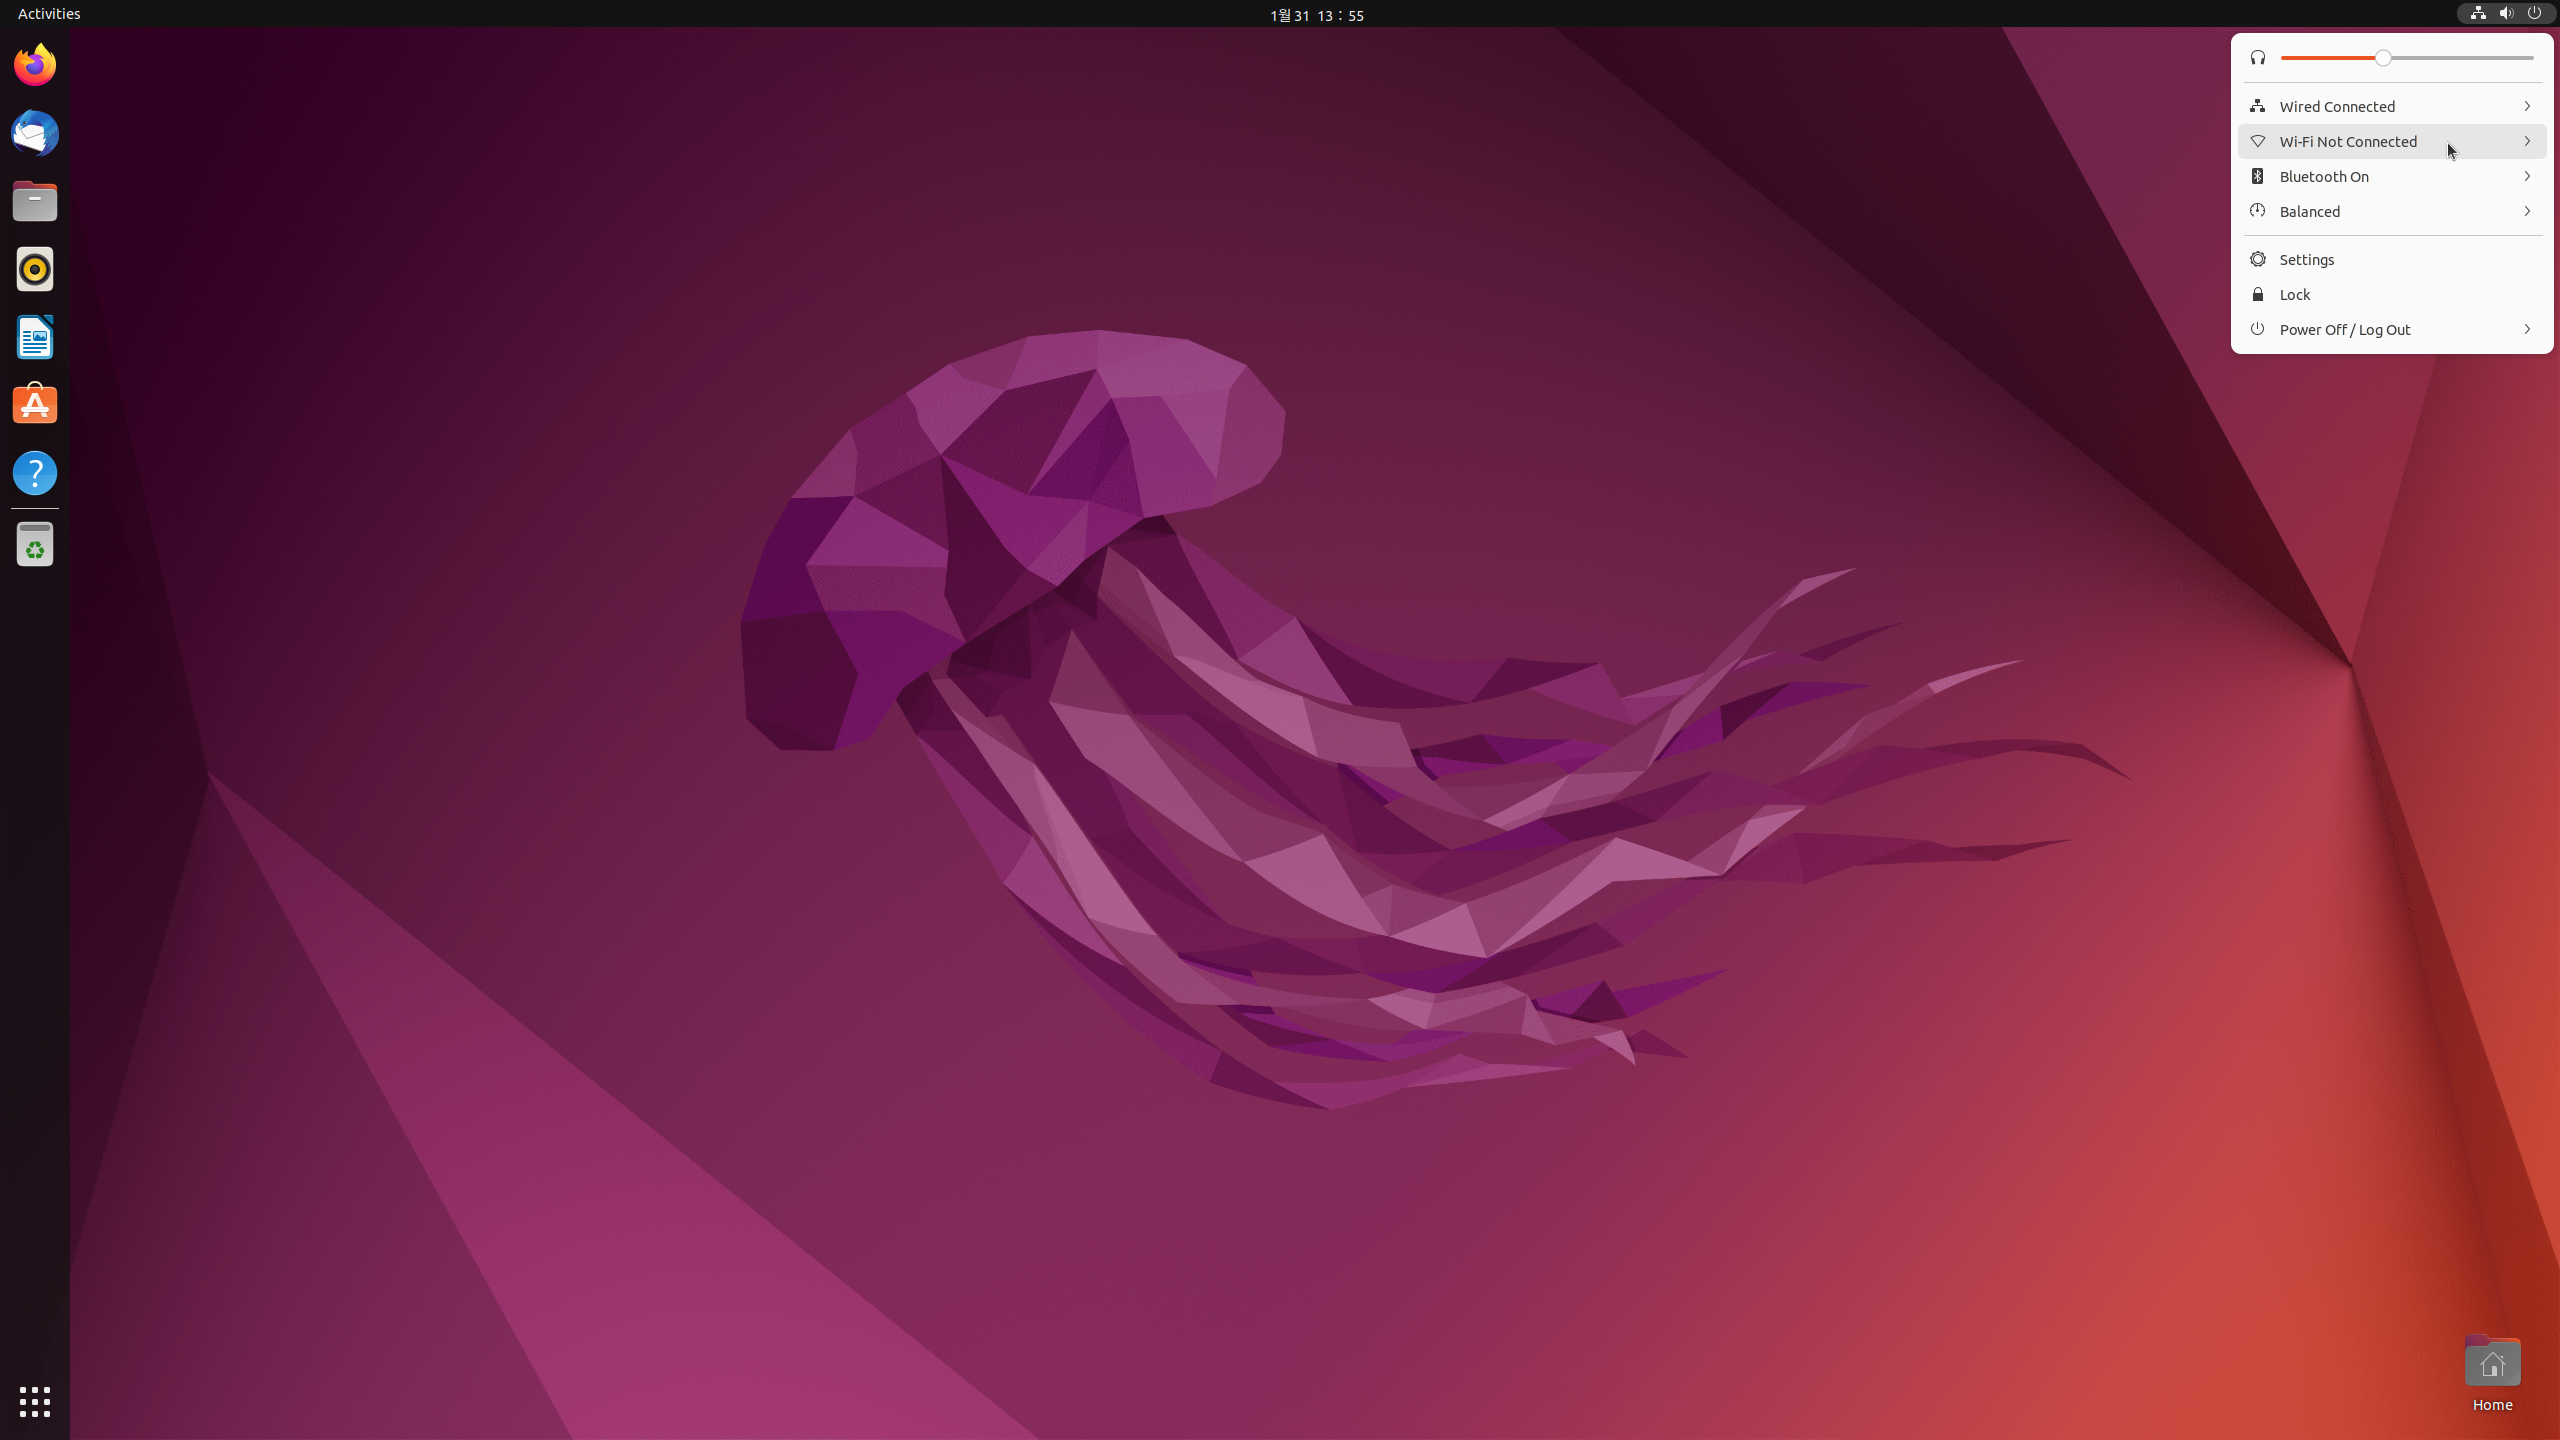 Activities
1월 31 13 : 55
Wired Connected
Wi-Fi Not Connected
Bluetooth On
Balanced
Settings
Lock
Power Off / Log Out
Home